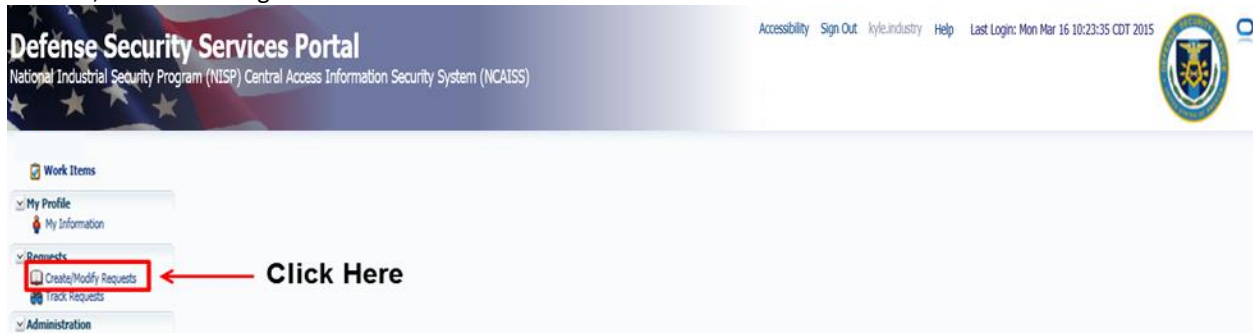 Defense Security Services Portal
National Industrial Security Program (NISP) Central Access Information Security System (NCAISS)
Accessibility Sign Out kyle.industry Help Last Login: Mon Mar 16 10:23:35 CDT 2015
Work Items
My Profile
My Information
Requests
Create/Modify Requests
Click Here
Track Requests
Administration